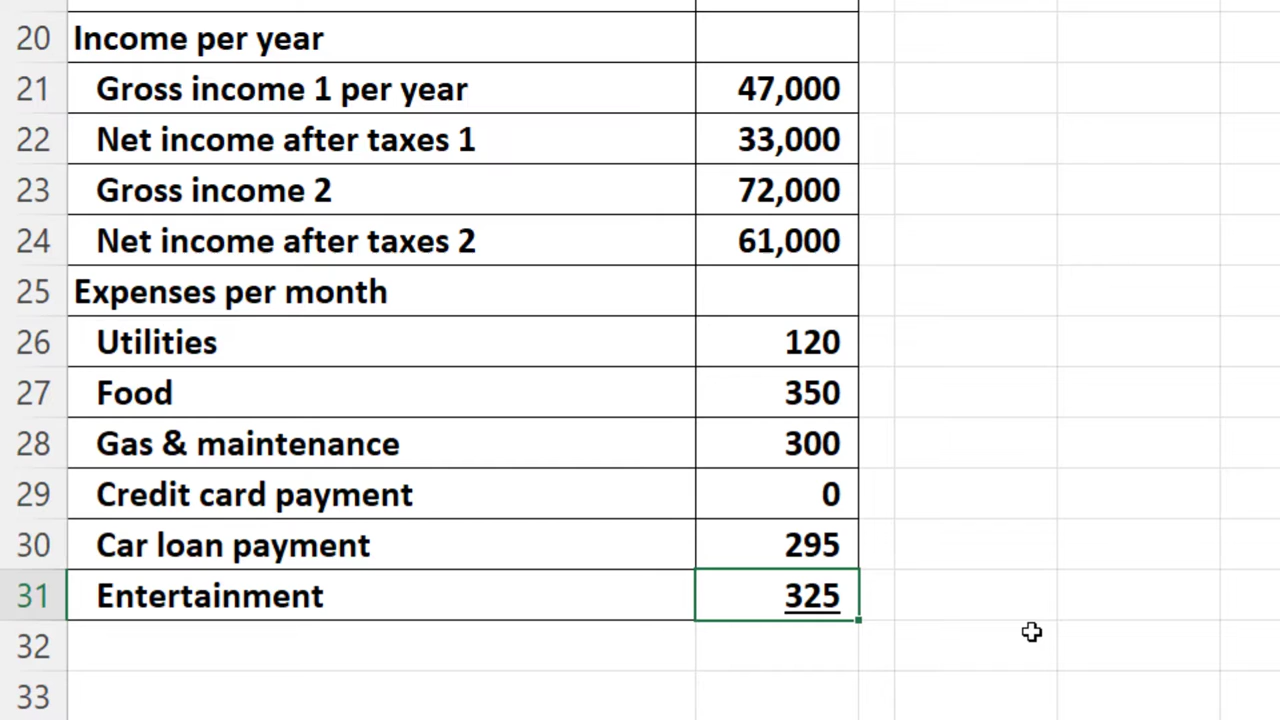 20 Income per year
21 Gross income 1 per year 47,000
22 Net income after taxes 1 33,000
23 Gross income 2 72,000
24 Net income after taxes 2 61,000
25 Expenses per month
26 Utilities 120
27 Food 350
28 Gas & maintenance 300
29 Credit card payment 0
30 Car loan payment 295
31 Entertainment 325
32
33